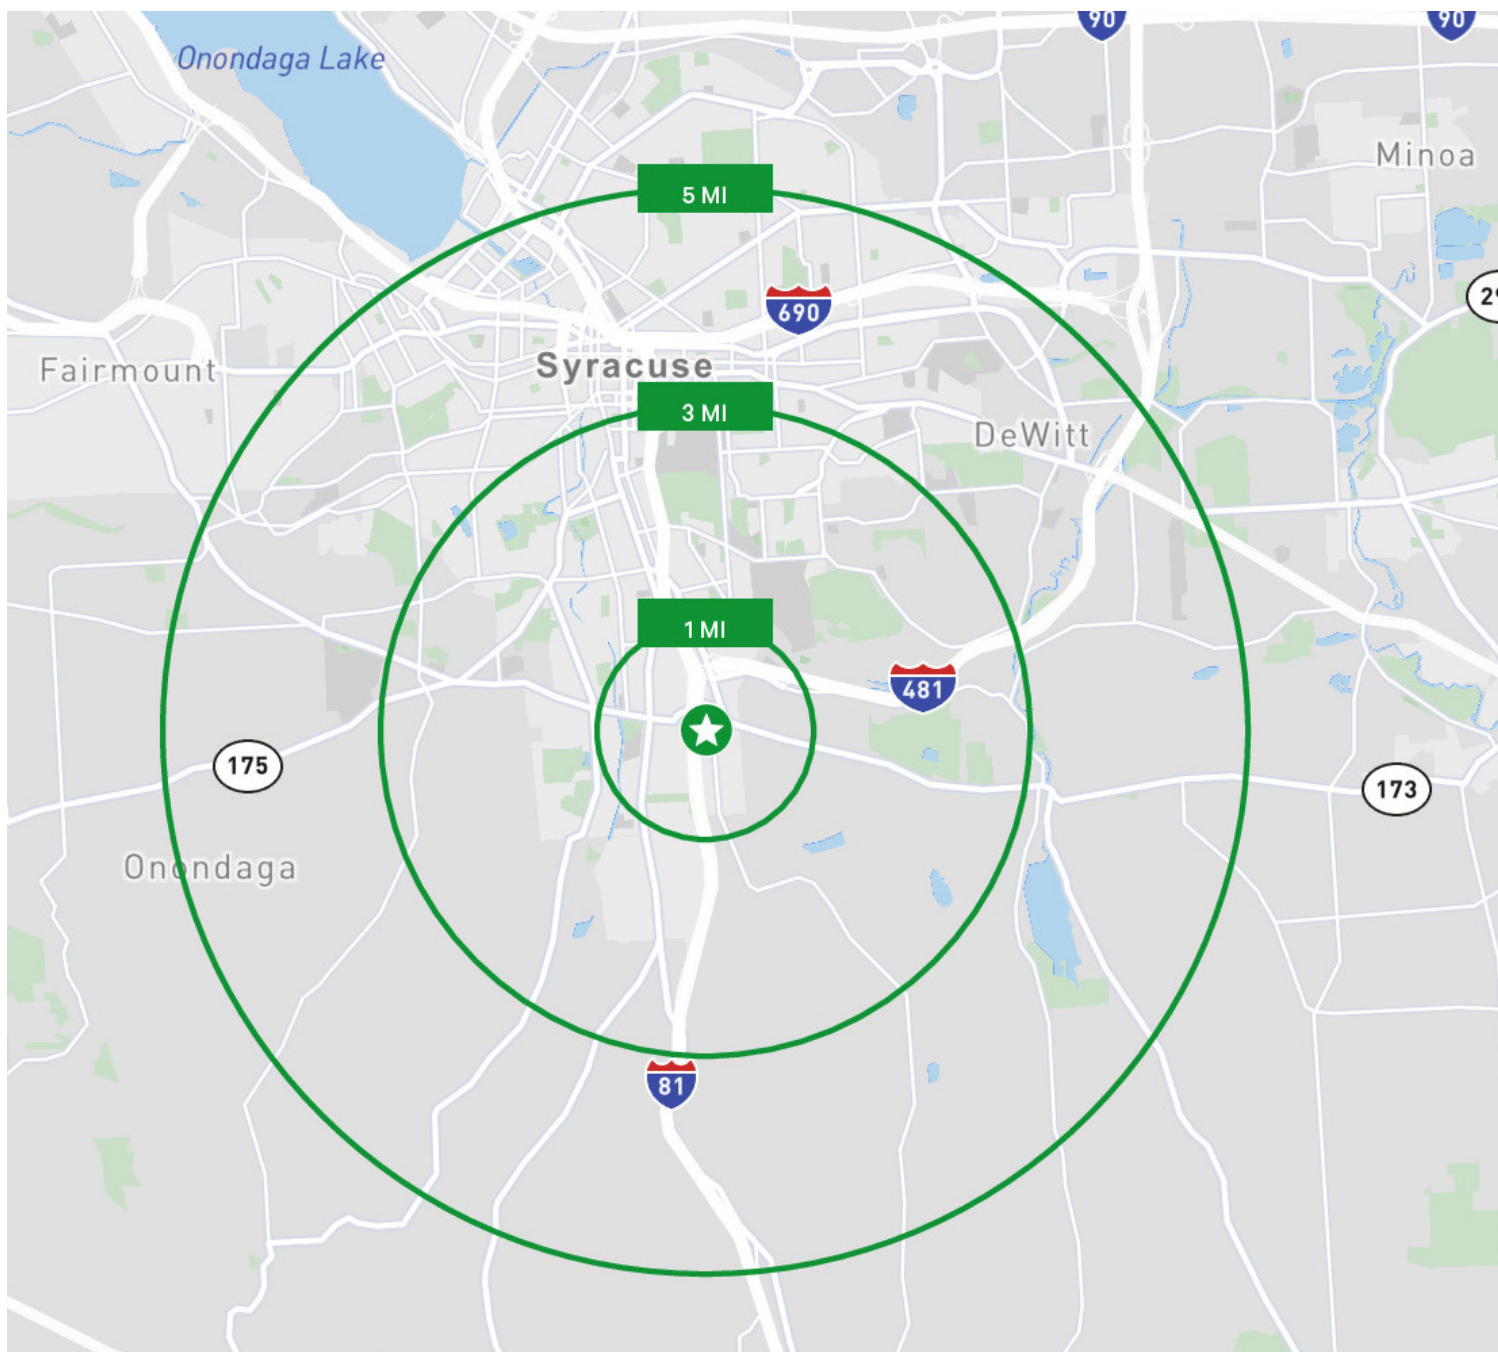 90
90
Onondaga Lake
Minoa
5 MI
690
Fairmount
Syracuse
3 MI
DeWitt
1 MI
481
175
173
Onondaga
81